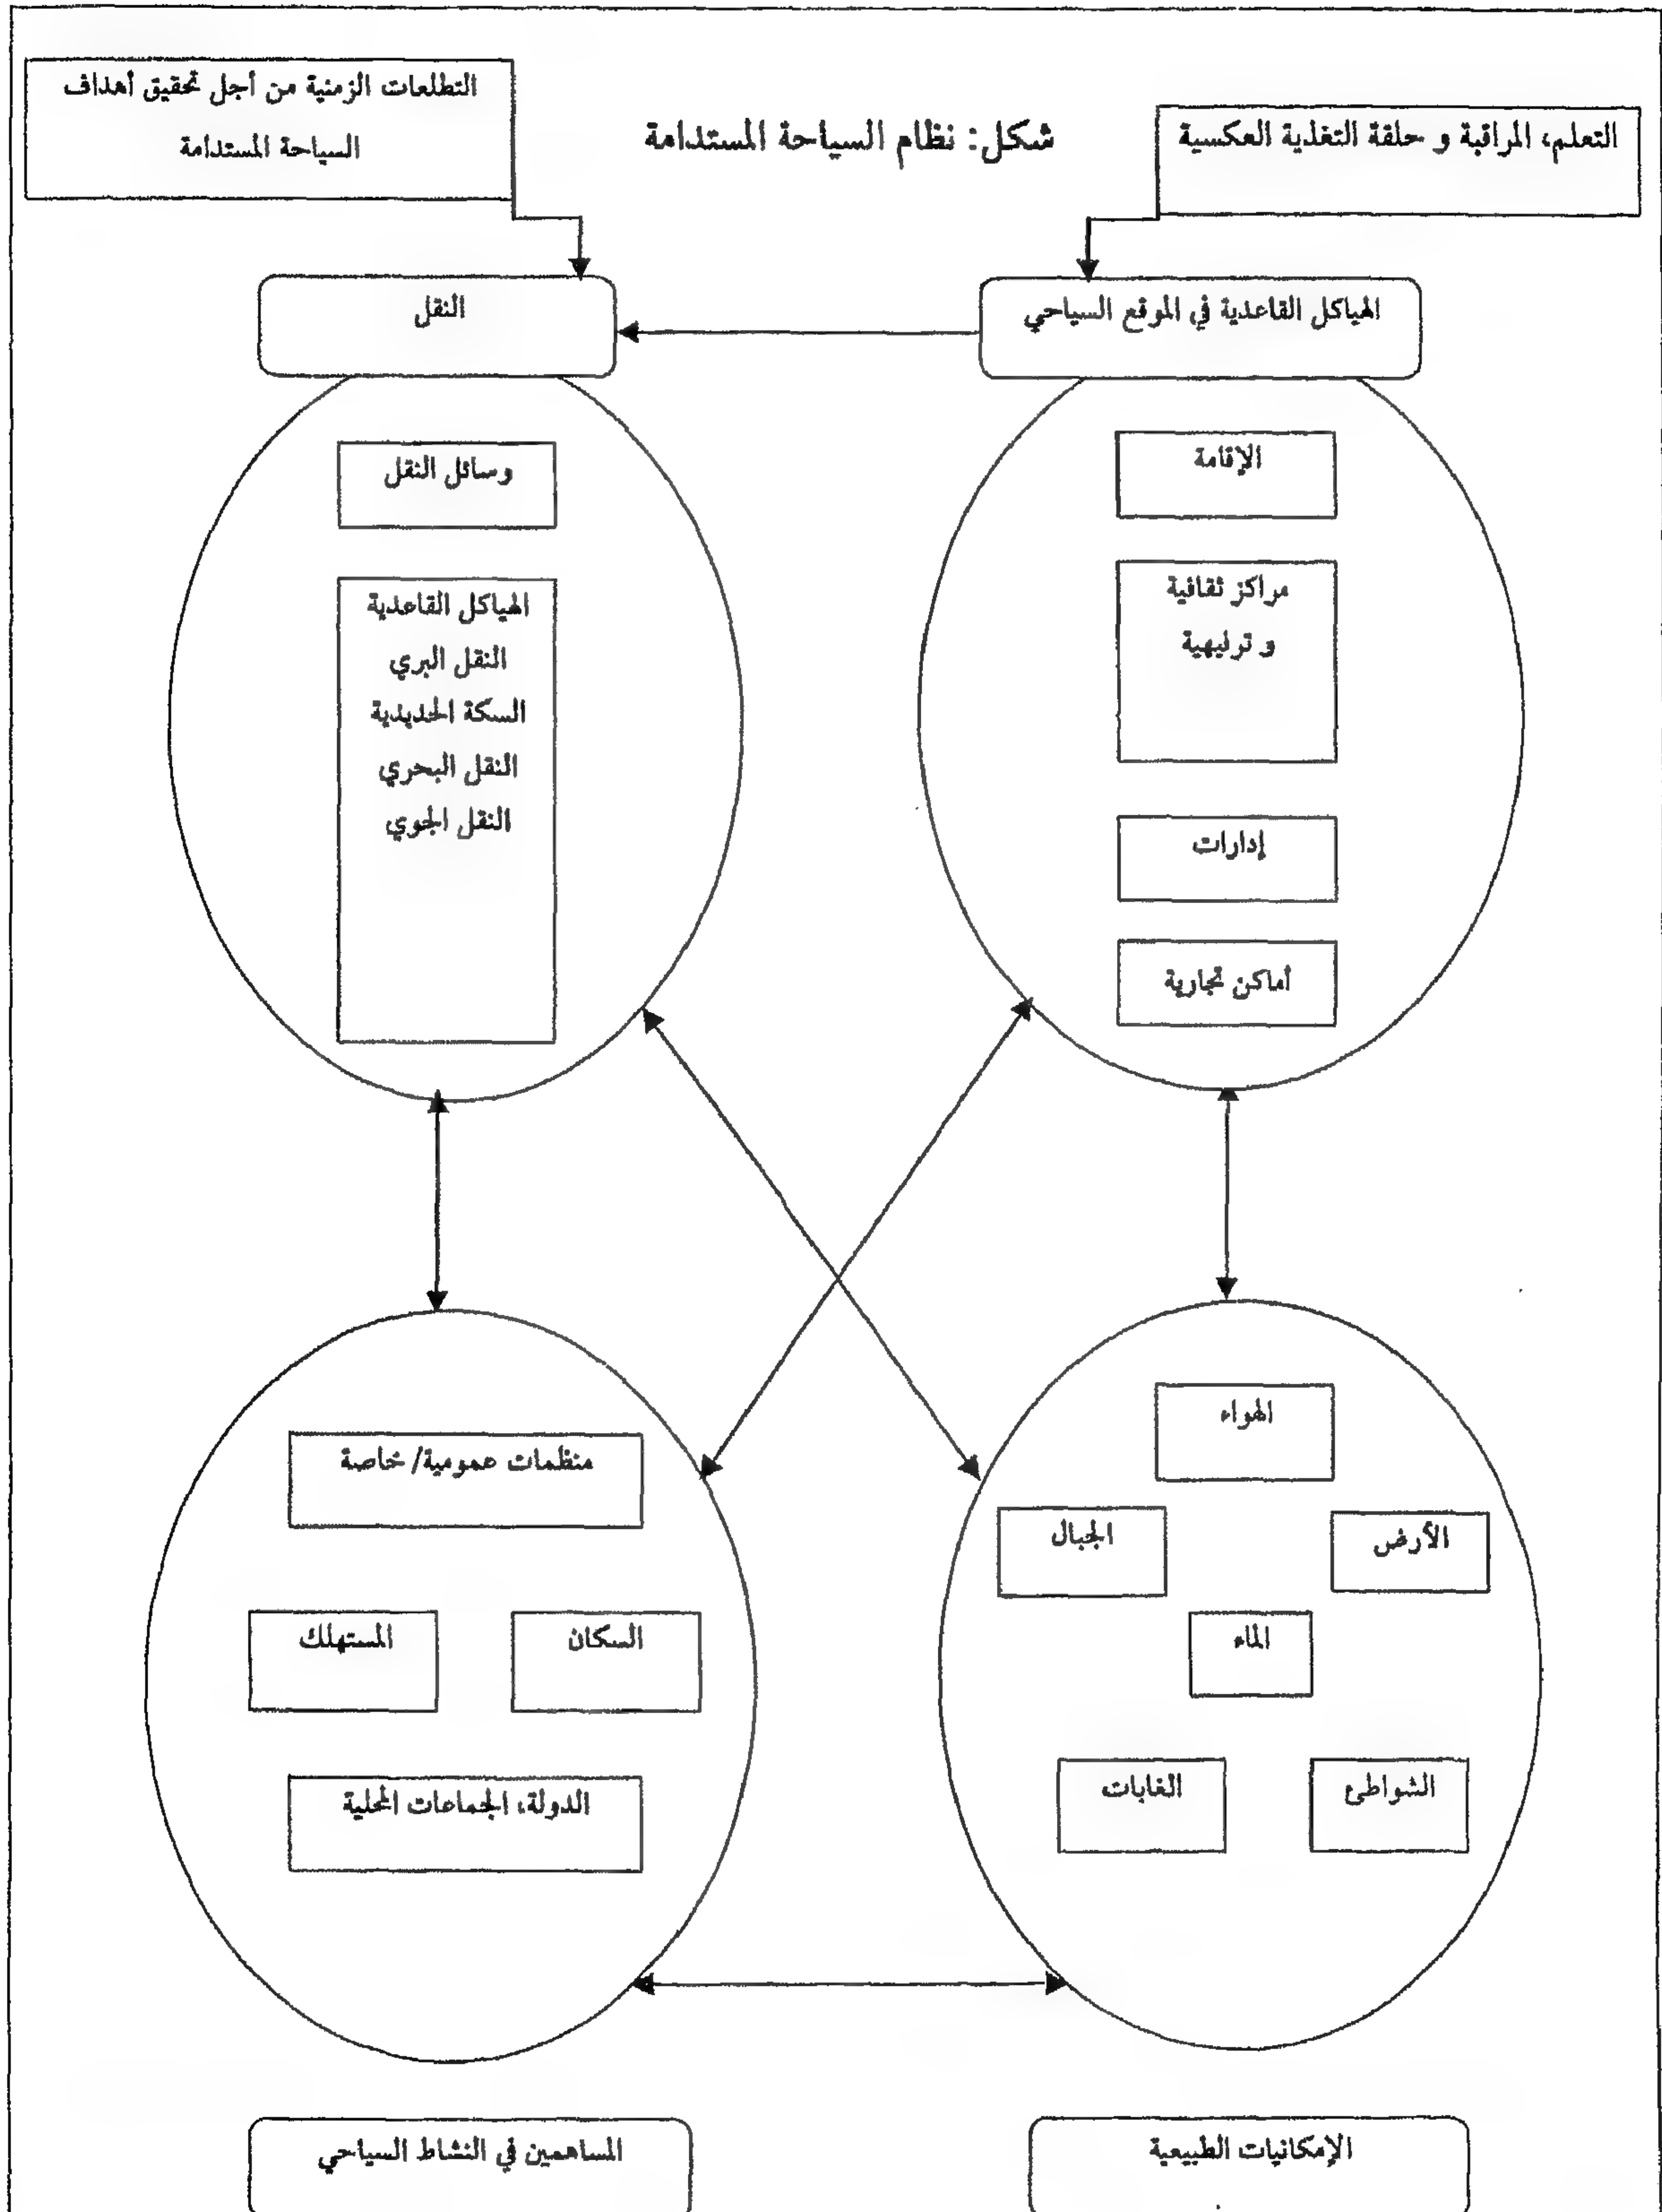 التعلم، المراقبة و حلقة التغذية العكسية
شكل: نظام السياحة المستدامة
التطلعات الزمنية من أجل تحقيق أهداف
السياحة المستدامة
الهياكل القاعدية في الموقع السياحي
النقل
الإقامة
مراكز ثقافية
و ترفيهية
إدارات
أماكن تجارية
وسائل النقل
الهياكل القاعدية
النقل البري
السكة الحديدية
النقل البحري
النقل الجوي
الهواء
الأرض
الجبال
الماء
الشواطئ
الغابات
منظمات عمومية/ خاصة
السكان
المستهلك
الدولة، الجماعات المحلية
الإمكانيات الطبيعية
المساهمين في النشاط السياحي